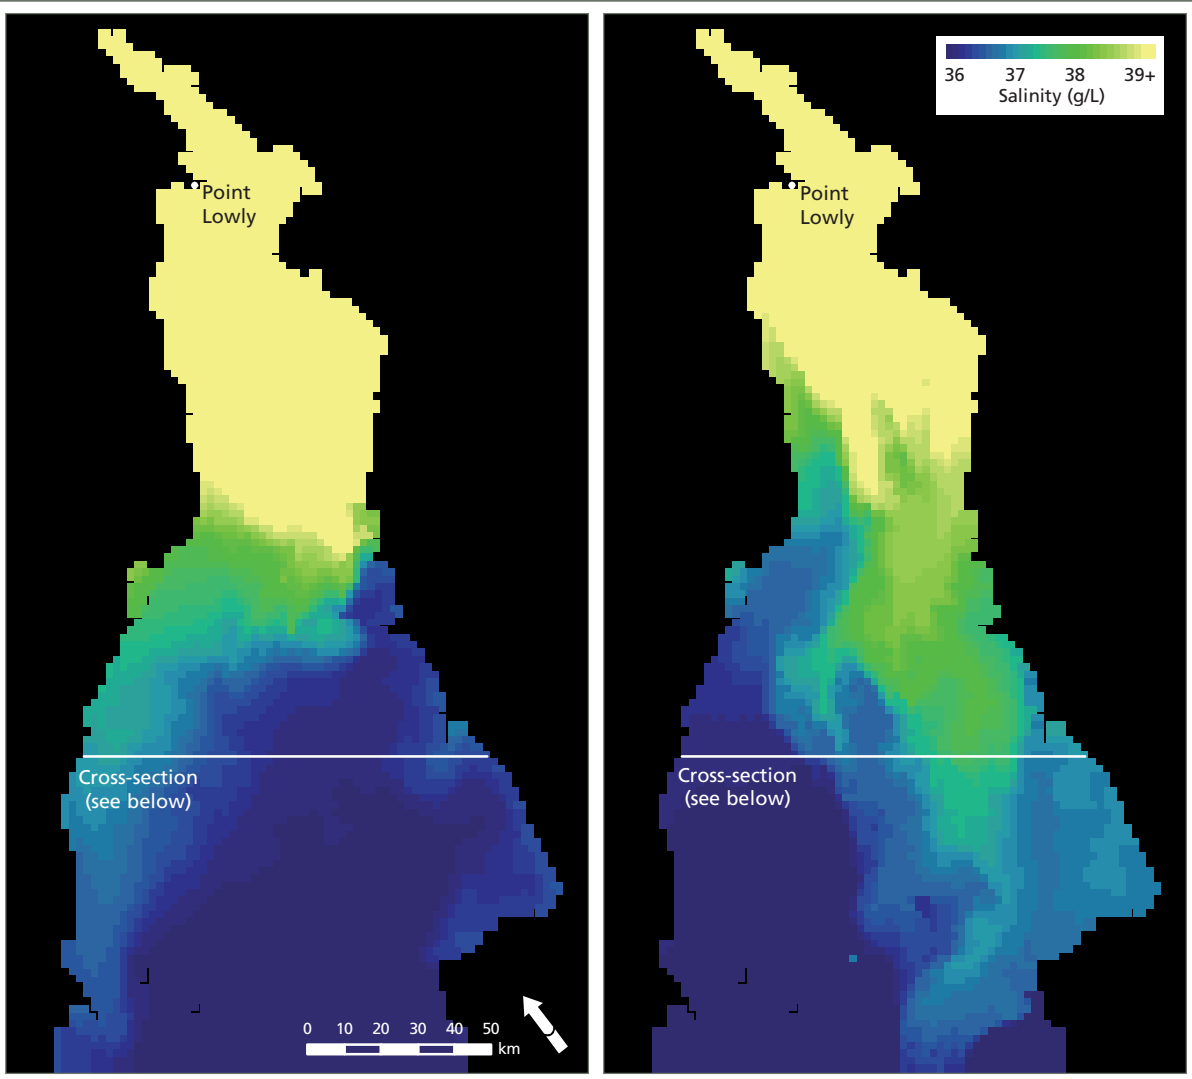 Point
Lowly
Cross-section
(see below)
0 10 20 30 40 50
km
36 37 38 39+
Salinity (g/L)
Point
Lowly
Cross-section
(see below)